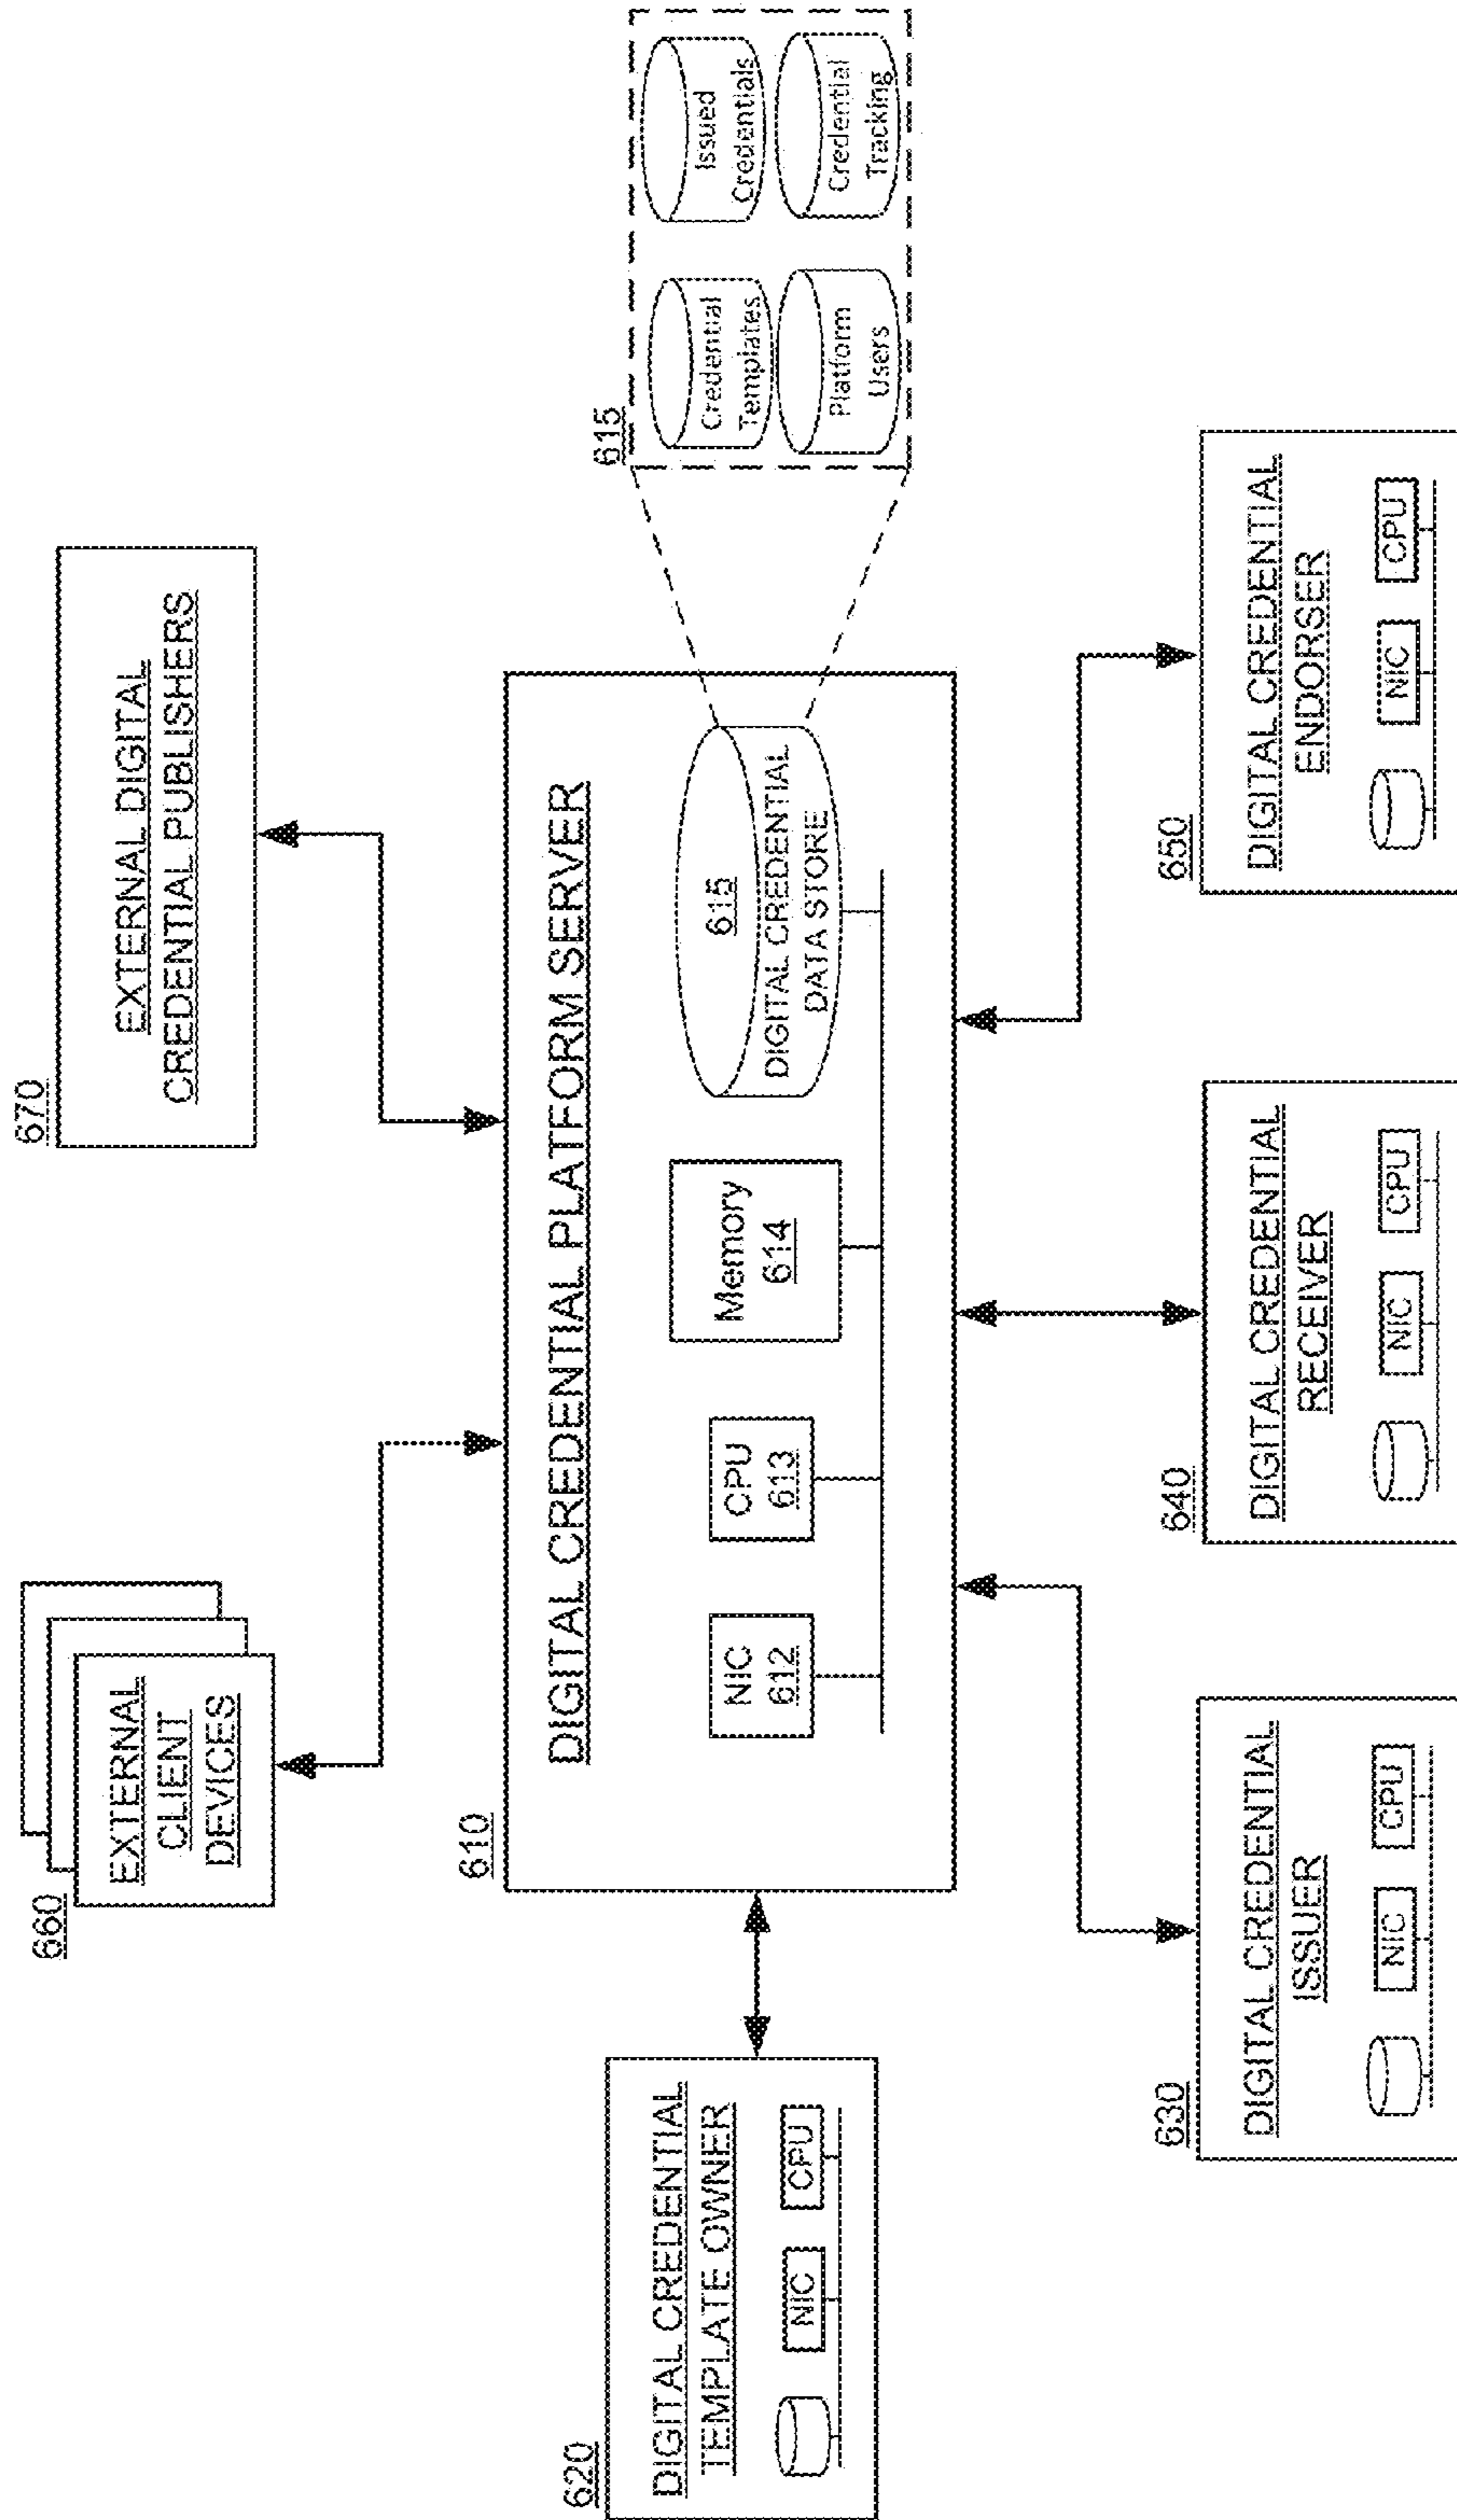 660
EXTERNAL
CLIENT
DEVICES
670
EXTERNAL DIGITAL
CREDENTIAL PUBLISHERS
620
DIGITAL CREDENTIAL
TEMPLATE OWNER
NIC
CPU
610
DIGITAL CREDENTIAL PLATFORM SERVER
NIC
612
CPU
613
Memory
614
615
DIGITAL CREDENTIAL
DATA STORE
615
Credential
Templates
Issued
Credentials
Platform
Users
Credential
Tracking
630
DIGITAL CREDENTIAL
ISSUER
NIC
CPU
640
DIGITAL CREDENTIAL
RECEIVER
NIC
CPU
650
DIGITAL CREDENTIAL
ENDORSER
NIC
CPU